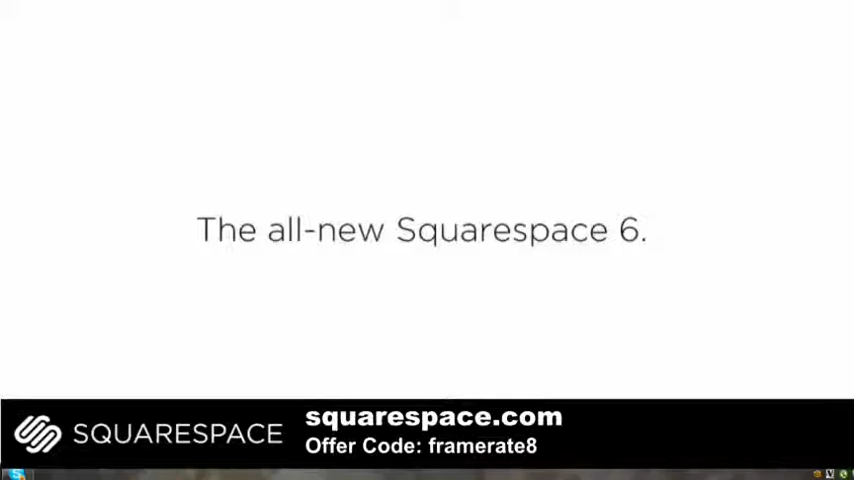 The all-new Squarespace 6.
squarespace.com
SQUARESPACE
Offer Code: framerate8